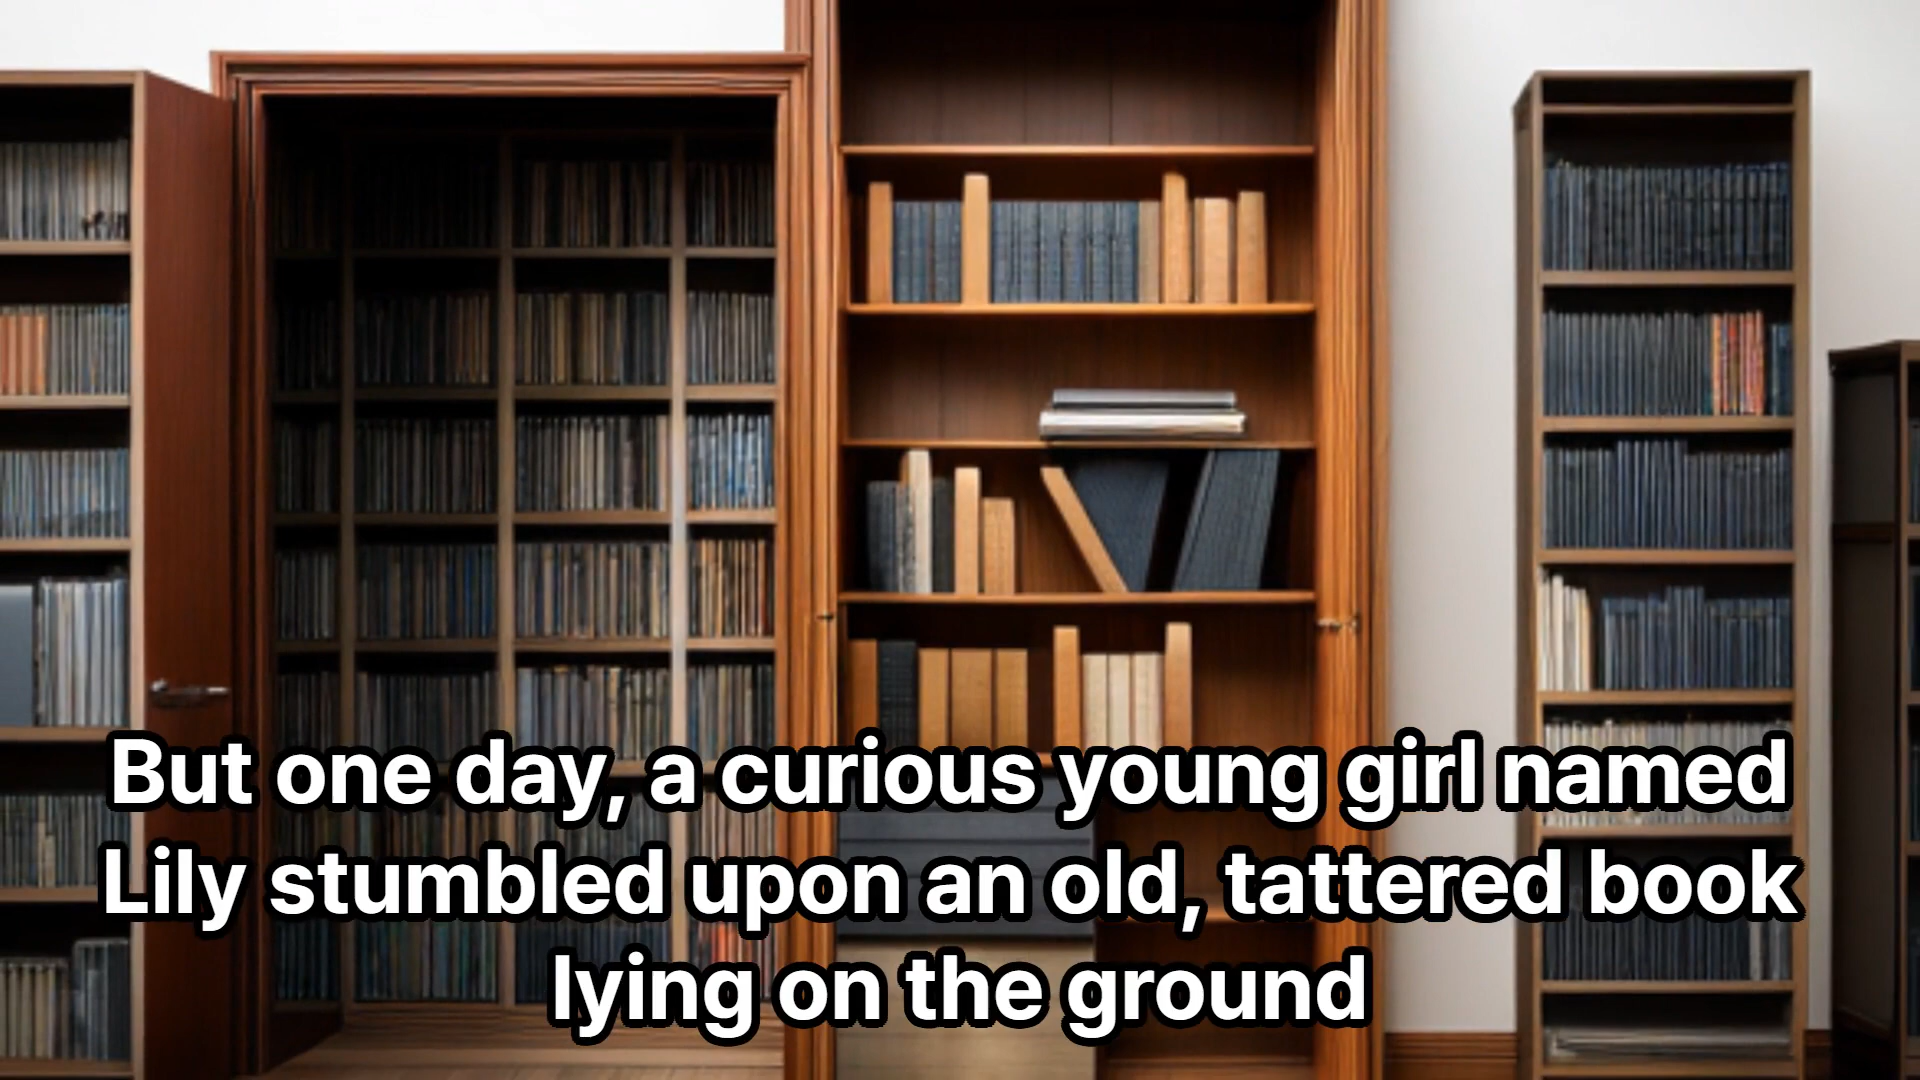 But one day, a curious young girl named
Lily stumbled upon an old, tattered book
lying on the ground